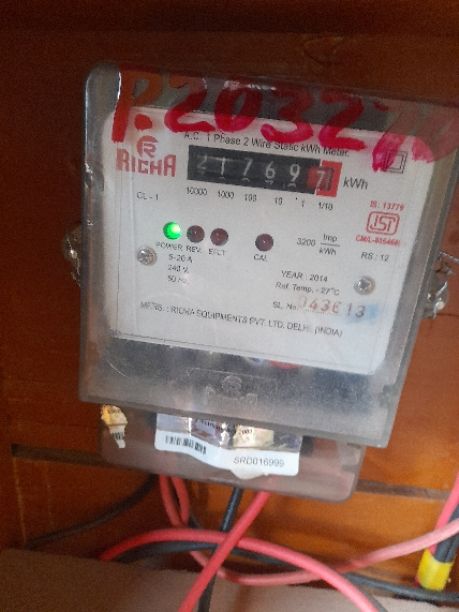 P.20327
A.C. 1 Phase 2 Wire Static kWh Meter.
RICHA
217697 kWh
10000 1000 100 10 1 1/10
CL - 1
IS: 13779
ISI
RS: 12
POWER REV. E/LT CAL
3200 Imp/kWh
5-20 A
240 V
50 Hz
YEAR : 2014
Ref. Temp. -27°C
SL. No. 043613
MFRS. : RICHA EQUIPMENTS PVT. LTD. DELHI, (INDIA)
SRD016999